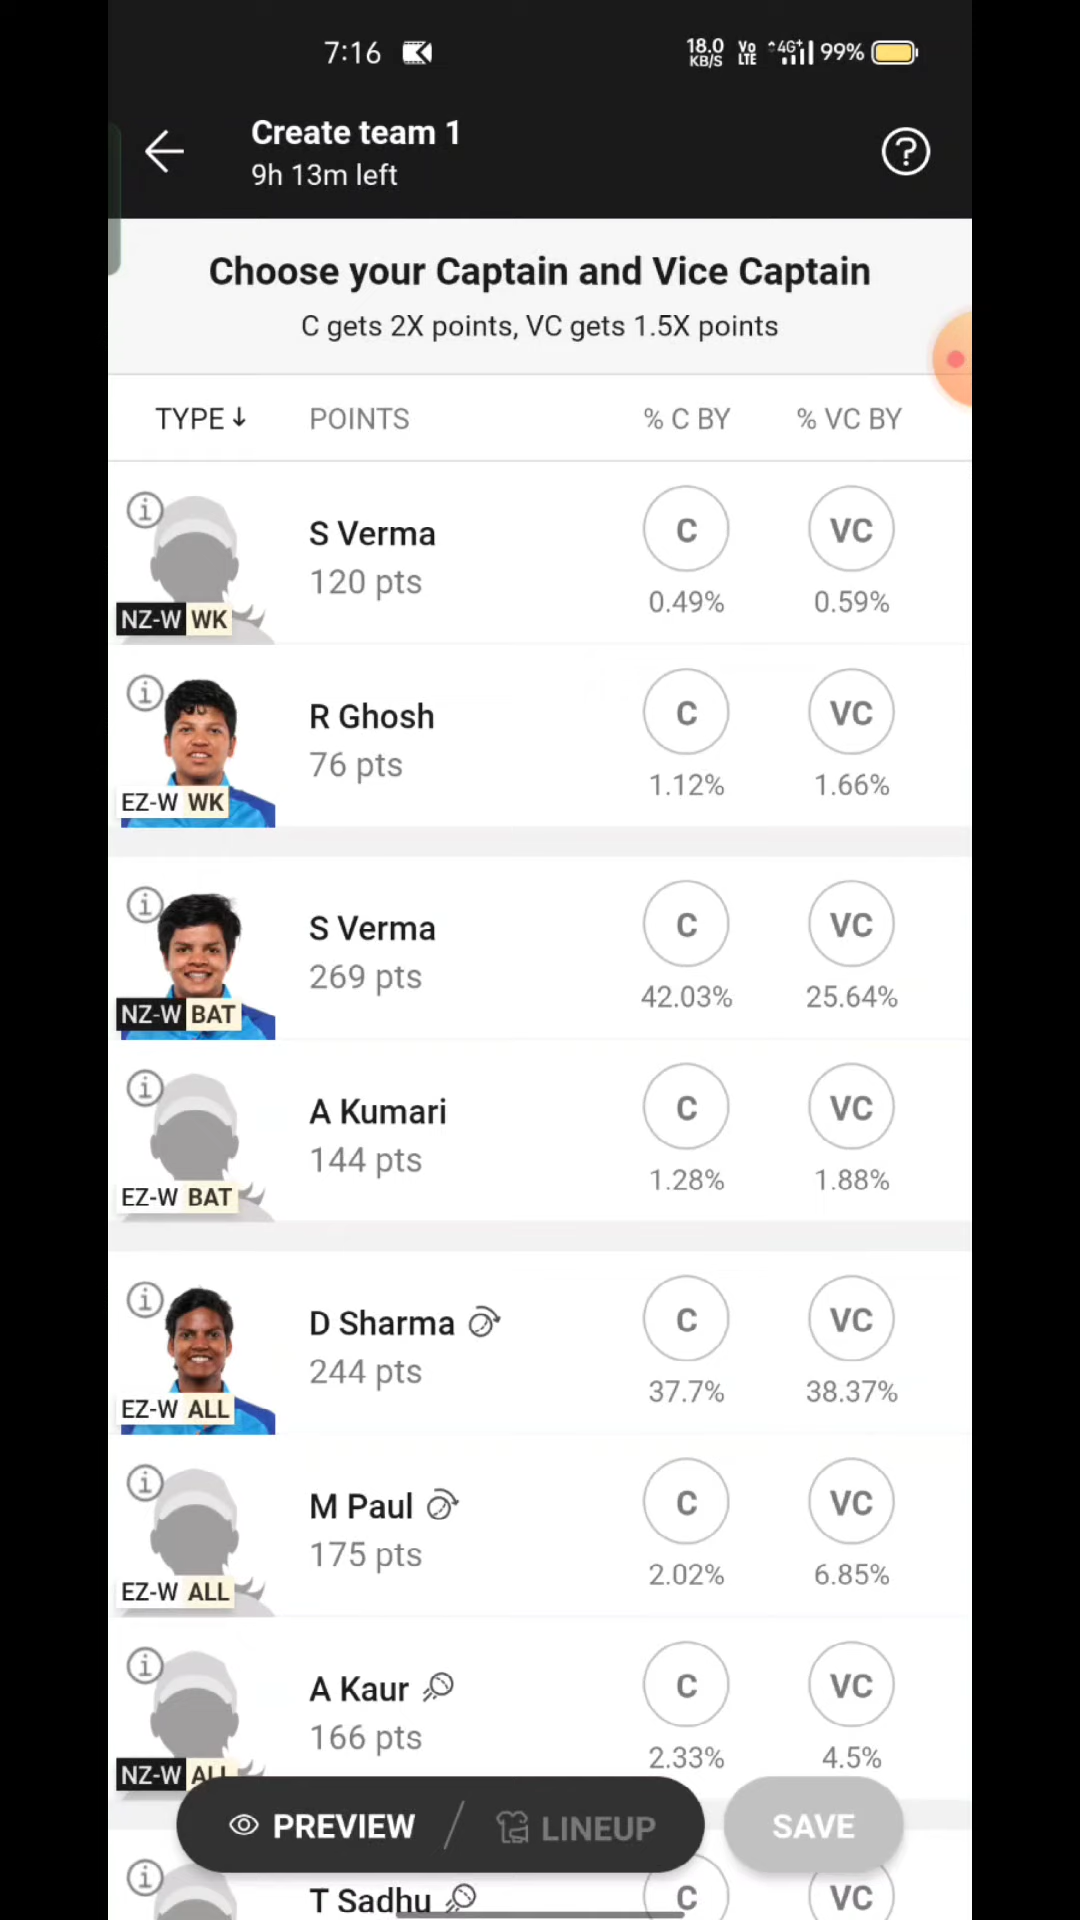 7:16 18.0 KB/S Vo LTE 4G+ 99%
Create team 1
9h 13m left
Choose your Captain and Vice Captain
C gets 2X points, VC gets 1.5X points
TYPE POINTS % C BY % VC BY
S Verma C VC
120 pts
0.49% 0.59%
NZ-W WK
R Ghosh C VC
76 pts
1.12% 1.66%
EZ-W WK
S Verma C VC
269 pts
42.03% 25.64%
NZ-W BAT
A Kumari C VC
144 pts
1.28% 1.88%
EZ-W BAT
D Sharma C VC
244 pts
37.7% 38.37%
EZ-W ALL
M Paul C VC
175 pts
2.02% 6.85%
EZ-W ALL
A Kaur C VC
166 pts
2.33% 4.5%
NZ-W ALL
PREVIEW LINEUP SAVE
T Sadhu C VC